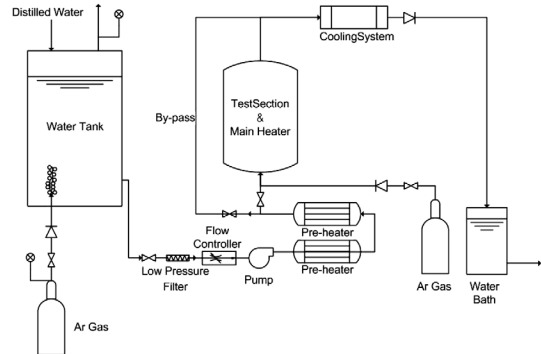 Distilled Water
CoolingSystem
TestSection
&
Main Heater
Water Tank
By-pass
Flow
Controller
Pre-heater
Low Pressure
Filter
Pump
Pre-heater
Ar Gas
Water
Bath
Ar Gas